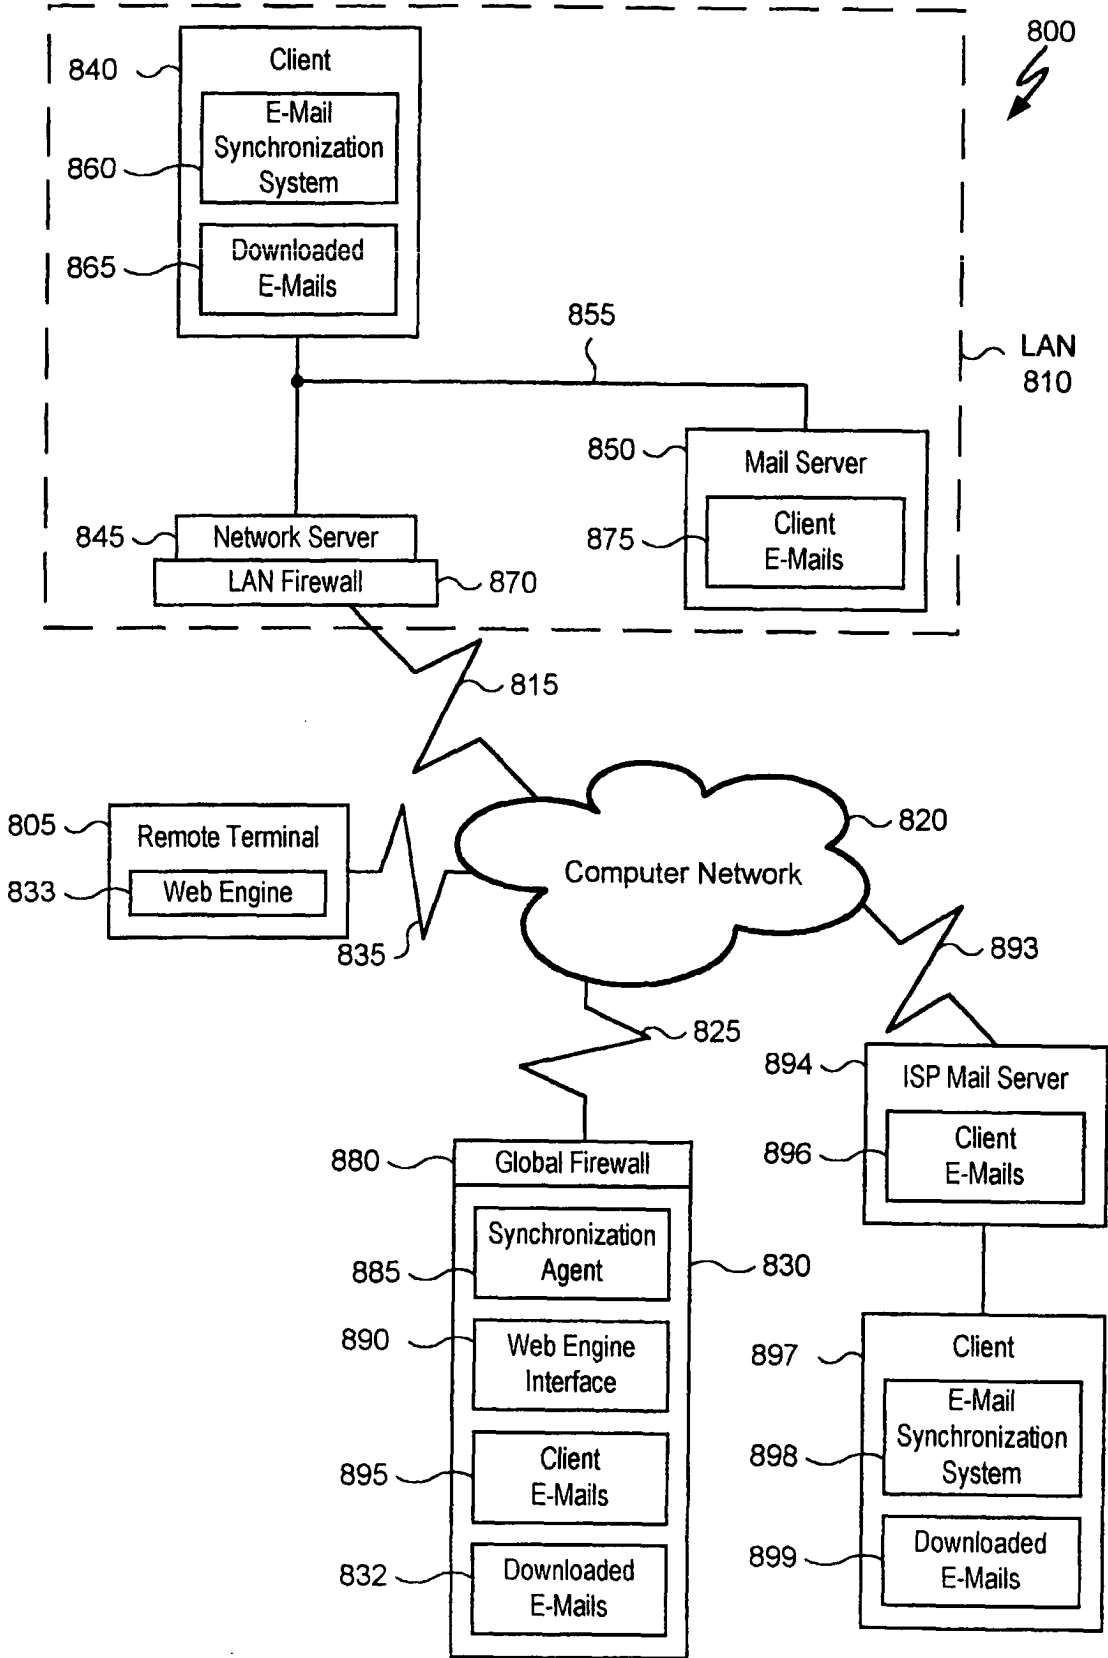 800
840
Client
E-Mail
Synchronization
System
860
Downloaded
E-Mails
865
855
LAN
810
850
Mail Server
Client
E-Mails
875
845
Network Server
LAN Firewall
870
815
805
Remote Terminal
833
Web Engine
835
Computer Network
820
893
825
894
ISP Mail Server
Client
E-Mails
896
880
Global Firewall
Synchronization
Agent
885
830
890
Web Engine
Interface
895
Client
E-Mails
832
Downloaded
E-Mails
897
Client
E-Mail
Synchronization
System
898
Downloaded
E-Mails
899